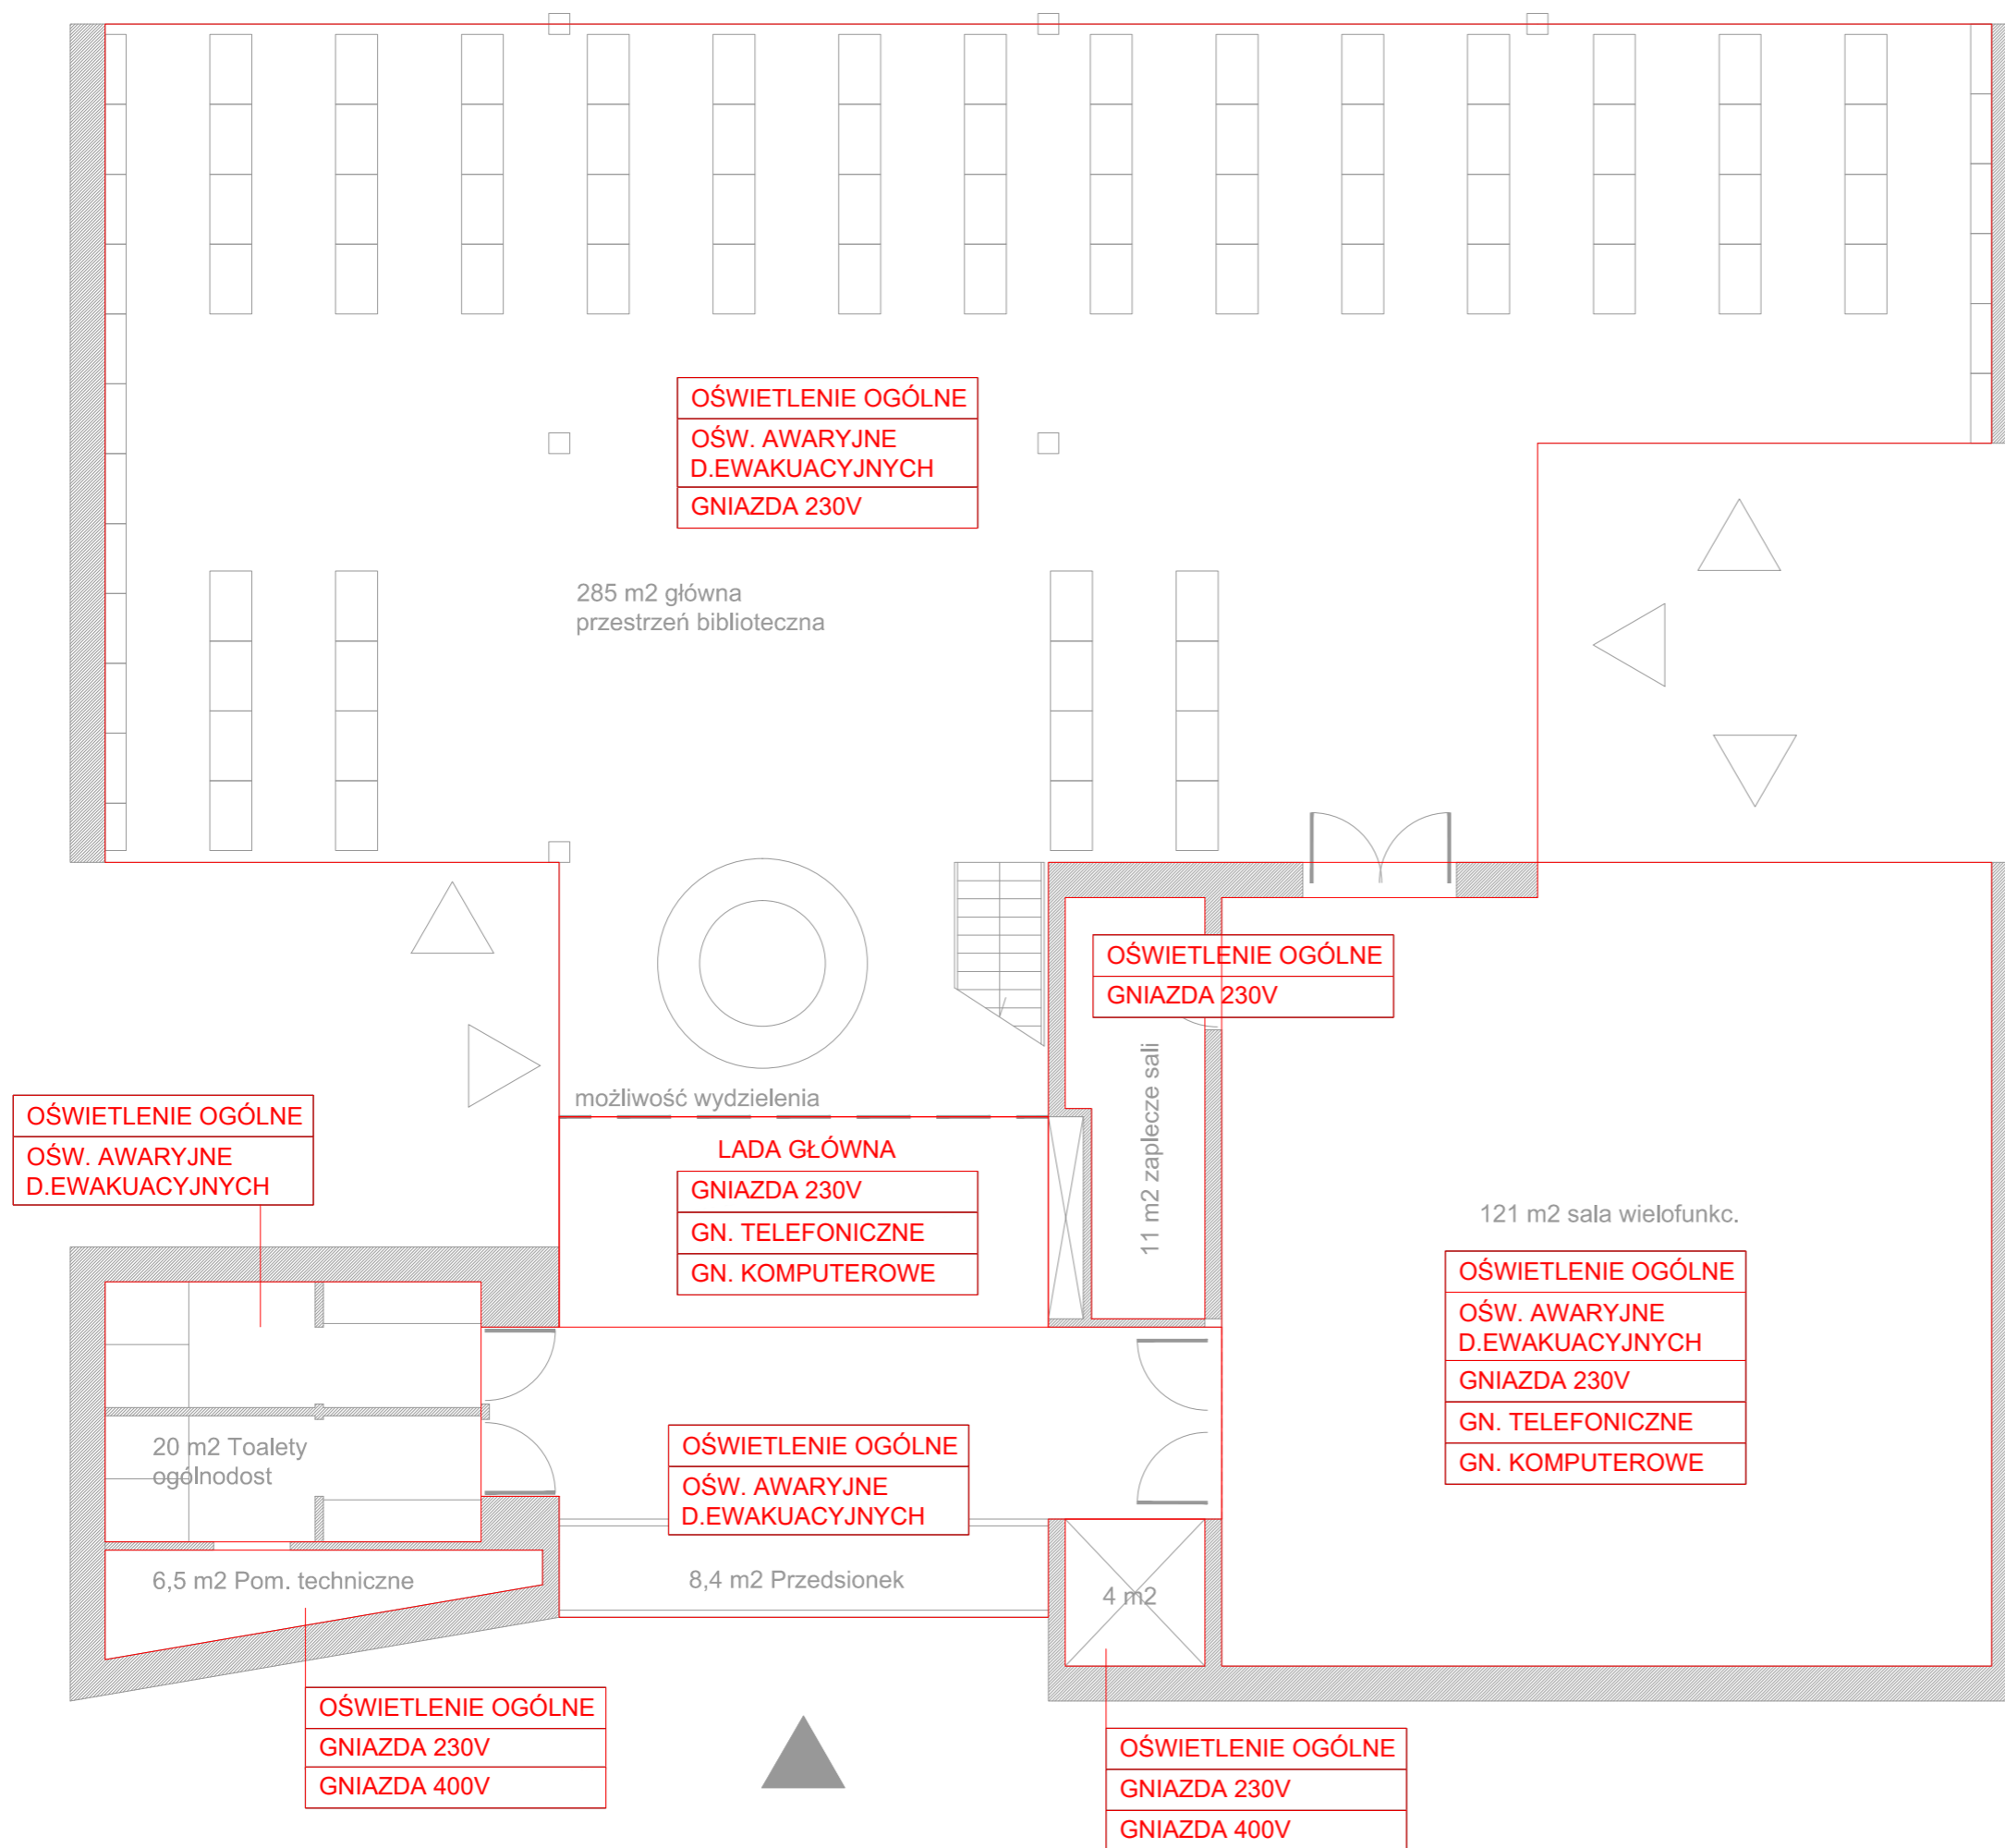 OŚWIETLENIE OGÓLNE
OŚW. AWARYJNE
D.EWAKUACYJNYCH
GNIAZDA 230V
285 m2 główna
przestrzeń biblioteczna
OŚWIETLENIE OGÓLNE
GNIAZDA 230V
11 m2 zaplecze sali
możliwość wydzielenia
OŚWIETLENIE OGÓLNE
OŚW. AWARYJNE
D.EWAKUACYJNYCH
LADA GŁÓWNA
GNIAZDA 230V
GN. TELEFONICZNE
GN. KOMPUTEROWE
121 m2 sala wielofunkc.
OŚWIETLENIE OGÓLNE
OŚW. AWARYJNE
D.EWAKUACYJNYCH
GNIAZDA 230V
GN. TELEFONICZNE
GN. KOMPUTEROWE
20 m2 Toalety
ogólnodost
OŚWIETLENIE OGÓLNE
OŚW. AWARYJNE
D.EWAKUACYJNYCH
6,5 m2 Pom. techniczne
8,4 m2 Przedsionek
4 m2
OŚWIETLENIE OGÓLNE
GNIAZDA 230V
GNIAZDA 400V
OŚWIETLENIE OGÓLNE
GNIAZDA 230V
GNIAZDA 400V